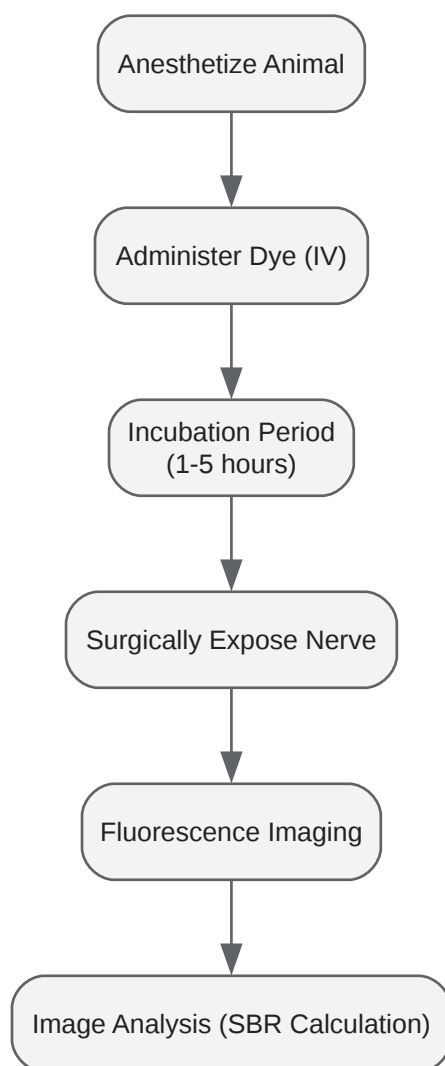 Anesthetize Animal
Administer Dye (IV)
Incubation Period
(1-5 hours)
Surgically Expose Nerve
Fluorescence Imaging
Image Analysis (SBR Calculation)